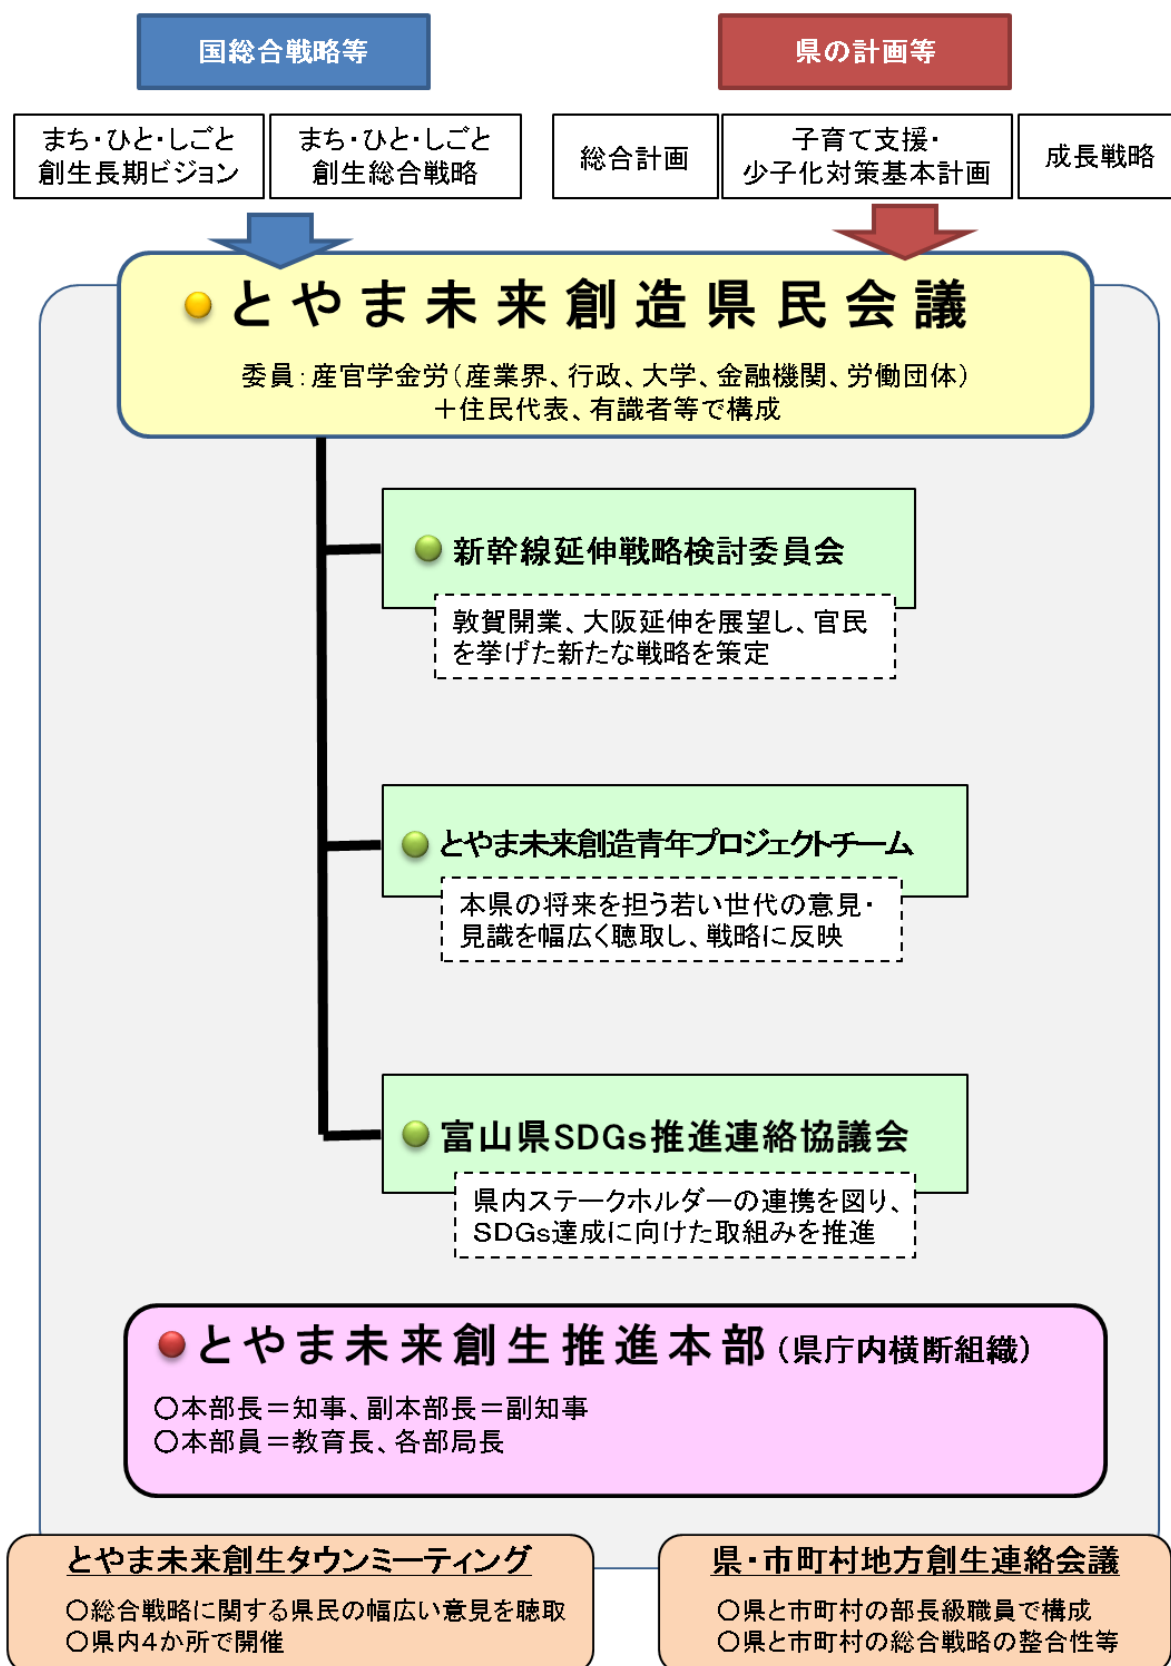 国総合戦略等
県の計画等
まち・ひと・しごと
創生長期ビジョン
まち・ひと・しごと
創生総合戦略
総合計画
子育て支援・
少子化対策基本計画
成長戦略
とやま未来創造県民会議
委員：産官学金労（産業界、行政、大学、金融機関、労働団体）
＋住民代表、有識者等で構成
新幹線延伸戦略検討委員会
敦賀開業、大阪延伸を展望し、官民
を挙げた新たな戦略を策定
とやま未来創造青年プロジェクトチーム
本県の将来を担う若い世代の意見・
見識を幅広く聴取し、戦略に反映
富山県SDGs推進連絡協議会
県内ステークホルダーの連携を図り、
SDGs達成に向けた取組みを推進
とやま未来創生推進本部（県庁内横断組織）
○本部長＝知事、副本部長＝副知事
○本部員＝教育長、各部局長
とやま未来創生タウンミーティング
○総合戦略に関する県民の幅広い意見を聴取
○県内４か所で開催
県・市町村地方創生連絡会議
○県と市町村の部長級職員で構成
○県と市町村の総合戦略の整合性等